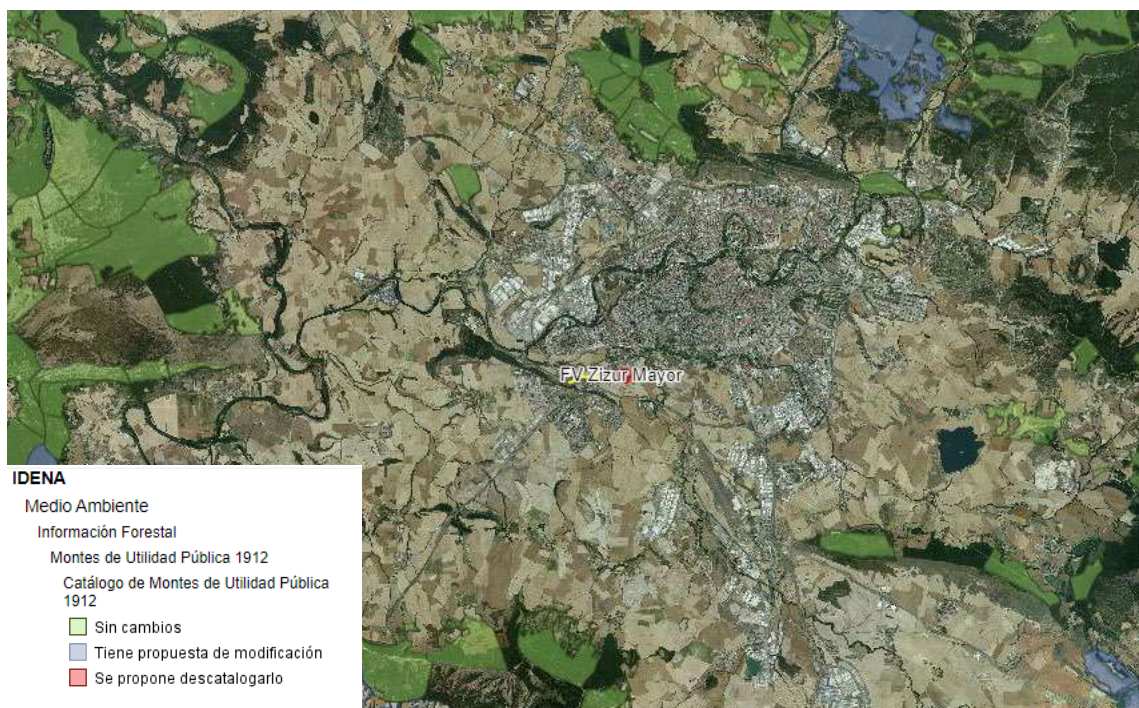 FV Zizur Mayor
IDENA
Medio Ambiente
Información Forestal
Montes de Utilidad Pública 1912
Catálogo de Montes de Utilidad Pública
1912
Sin cambios
Tiene propuesta de modificación
Se propone descatalogarlo